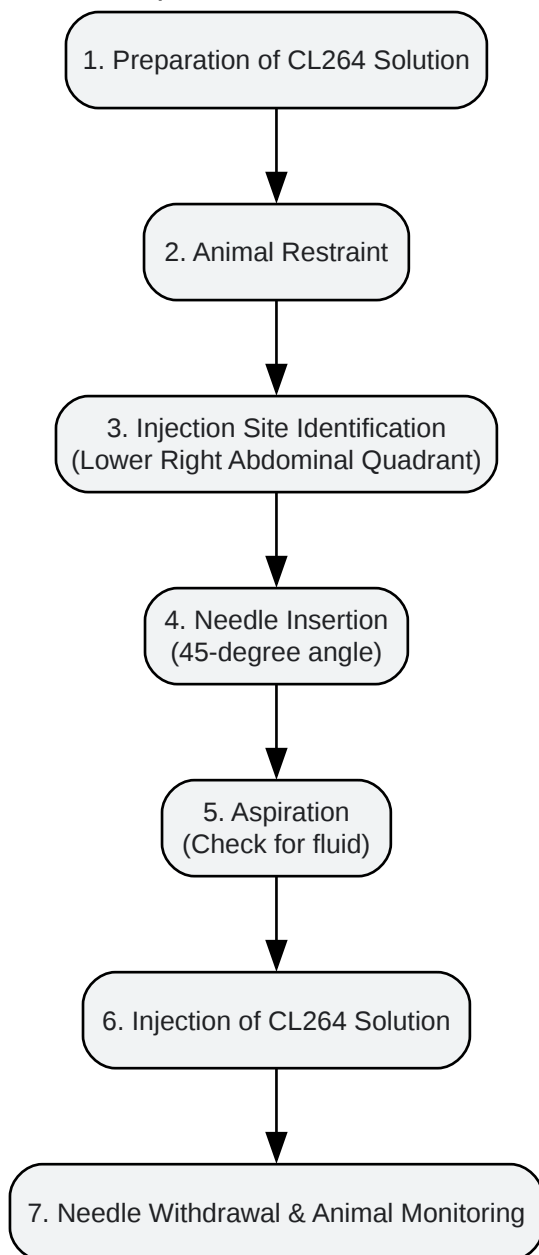 1. Preparation of CL264 Solution
2. Animal Restraint
3. Injection Site Identification
(Lower Right Abdominal Quadrant)
4. Needle Insertion
(45-degree angle)
5. Aspiration
(Check for fluid)
6. Injection of CL264 Solution
7. Needle Withdrawal & Animal Monitoring